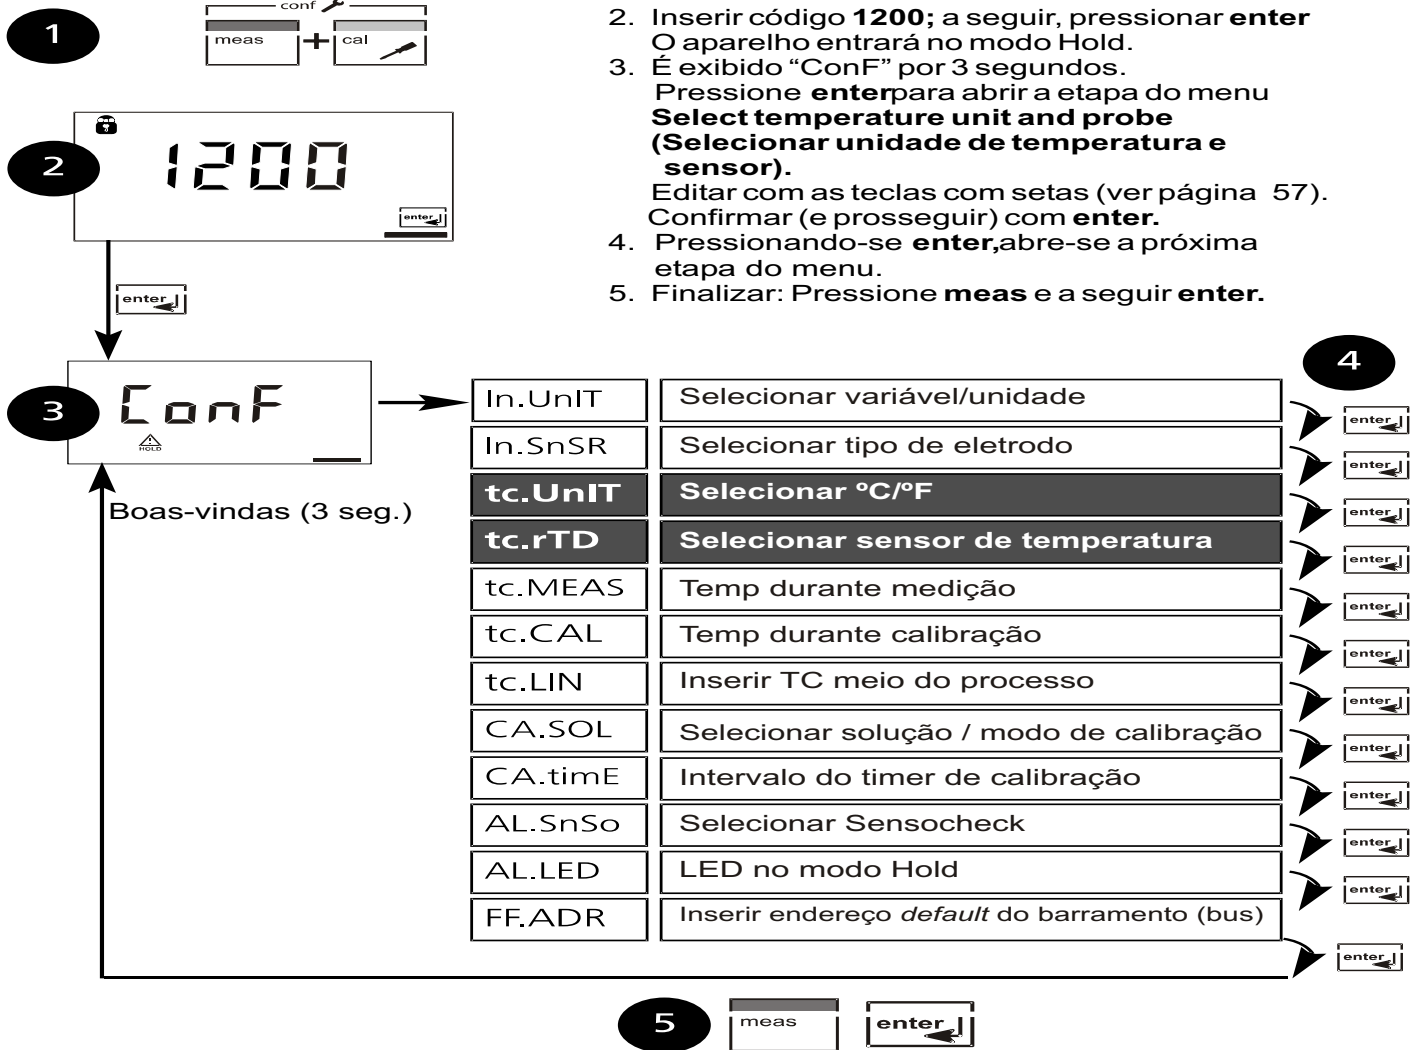 conf
1
meas + cal
2. Inserir código 1200; a seguir, pressionar enter
O aparelho entrará no modo Hold.
3. É exibido “ConF” por 3 segundos.
Pressione enterpara abrir a etapa do menu
Select temperature unit and probe
(Selecionar unidade de temperatura e
sensor).
Editar com as teclas com setas (ver página 57).
Confirmar (e prosseguir) com enter.
4. Pressionando-se enter,abre-se a próxima
etapa do menu.
5. Finalizar: Pressione meas e a seguir enter.
2
1200
enter
enter
3
ConF
HOLD
Boas-vindas (3 seg.)
4
In.UnIT Selecionar variável/unidade
enter
In.SnSR Selecionar tipo de eletrodo
enter
tc.UnIT Selecionar ºC/ºF
enter
tc.rTD Selecionar sensor de temperatura
enter
tc.MEAS Temp durante medição
enter
tc.CAL Temp durante calibração
enter
tc.LIN Inserir TC meio do processo
enter
CA.SOL Selecionar solução / modo de calibração
enter
CA.timE Intervalo do timer de calibração
enter
AL.SnSo Selecionar Sensocheck
enter
AL.LED LED no modo Hold
enter
FF.ADR Inserir endereço default do barramento (bus)
enter
5
meas
enter